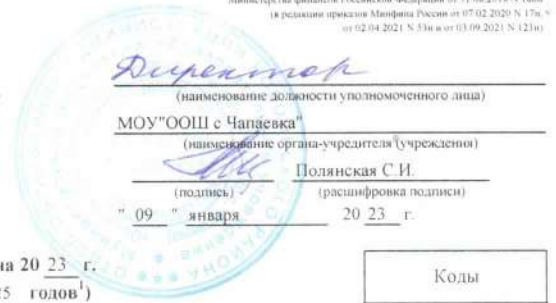 (в редакции приказов Минфина России от 07.02.2020 N 17н,
от 02.04.2021 N 53н и от 03.09.2021 N 121н)
Директор
(наименование должности уполномоченного лица)
МОУ"ООШ с Чапаевка"
(наименование органа-учредителя (учреждения)
Полянская С.И.
(подпись) (расшифровка подписи)
" 09 " января 20 23 г.
на 20 23 г.
5 годов¹)
Коды